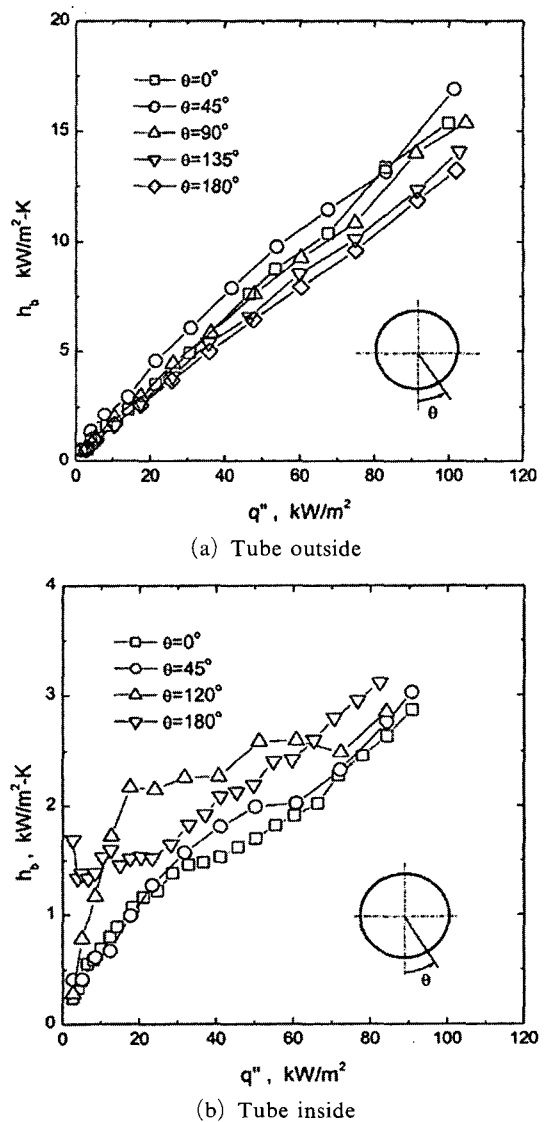 20
15
10
5
0
h_b kW/m²-K
θ=0°
θ=45°
θ=90°
θ=135°
θ=180°
θ
0 20 40 60 80 100 120
q" , kW/m²
(a) Tube outside
4
3
2
1
0
h_b , kW/m²-K
θ=0°
θ=45°
θ=120°
θ=180°
θ
0 20 40 60 80 100 120
q" , kW/m²
(b) Tube inside